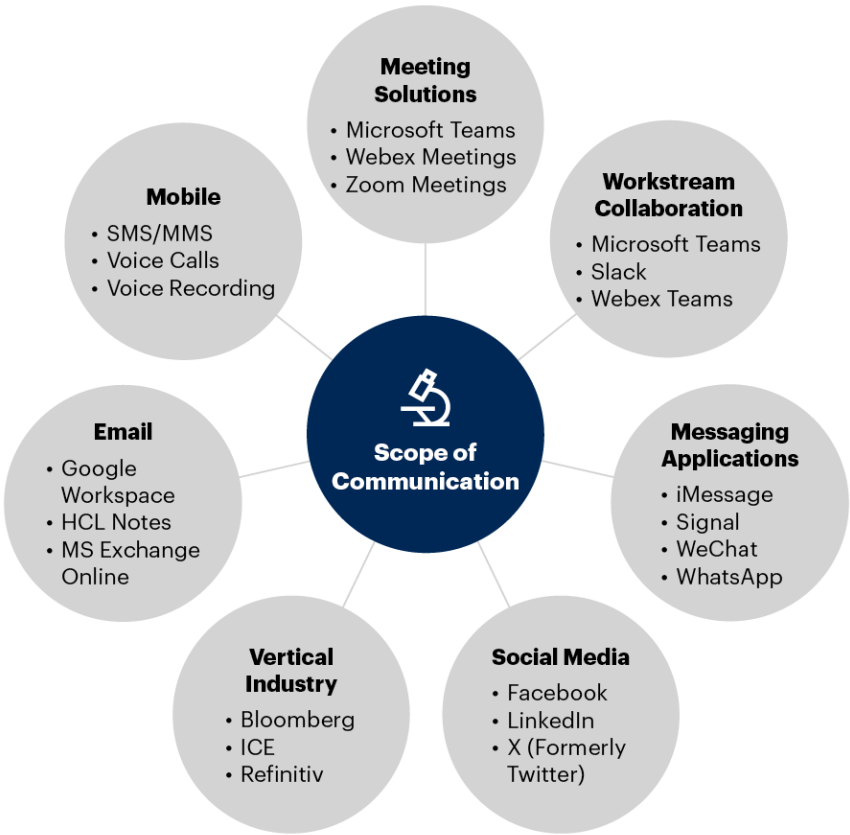 Meeting
Solutions
• Microsoft Teams
• Webex Meetings
• Zoom Meetings
Workstream
Collaboration
• Microsoft Teams
• Slack
• Webex Teams
Messaging
Applications
• iMessage
• Signal
• WeChat
• WhatsApp
Social Media
• Facebook
• LinkedIn
• X (Formerly
Twitter)
Vertical
Industry
• Bloomberg
• ICE
• Refinitiv
Email
• Google
Workspace
• HCL Notes
• MS Exchange
Online
Mobile
• SMS/MMS
• Voice Calls
• Voice Recording
Scope of
Communication